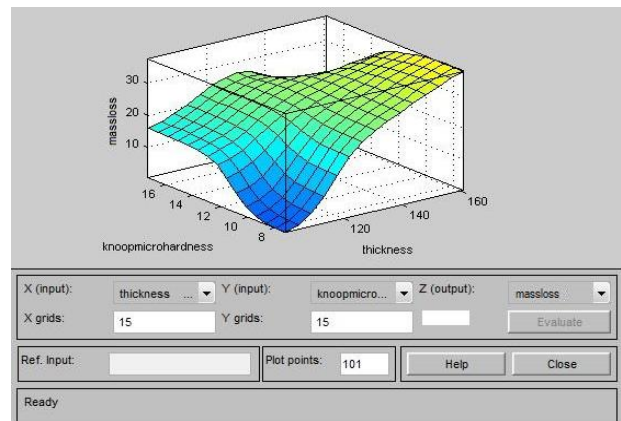 30
20
10
massloss
16
14
12
10
8
knoopmicrohardness
120
140
160
thickness
X (input):
thickness ...
Y (input):
knoopmicro...
Z (output):
massloss
X grids:
15
Y grids:
15
Evaluate
Ref. Input:
Plot points:
101
Help
Close
Ready